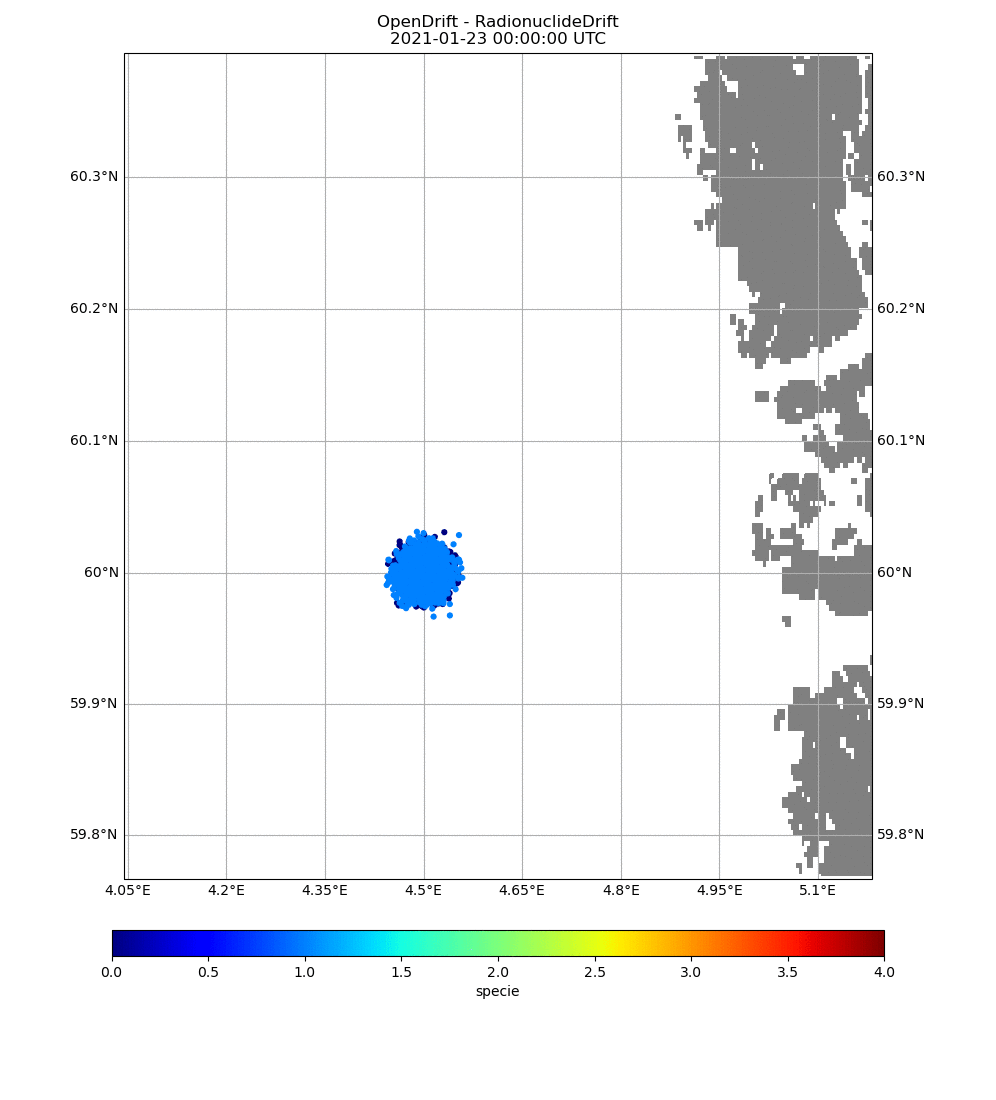 OpenDrift - RadionuclideDrift
2021-01-23 00:00:00 UTC
60.3°N 60.3°N
60.2°N 60.2°N
60.1°N 60.1°N
60°N 60°N
59.9°N 59.9°N
59.8°N 59.8°N
4.05°E 4.2°E 4.35°E 4.5°E 4.65°E 4.8°E 4.95°E 5.1°E
0.0 0.5 1.0 1.5 2.0 2.5 3.0 3.5 4.0
specie